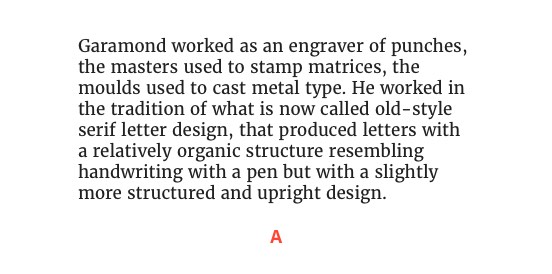 Garamond worked as an engraver of punches,
the masters used to stamp matrices, the
moulds used to cast metal type. He worked in
the tradition of what is now called old-style
serif letter design, that produced letters with
a relatively organic structure resembling
handwriting with a pen but with a slightly
more structured and upright design.
A